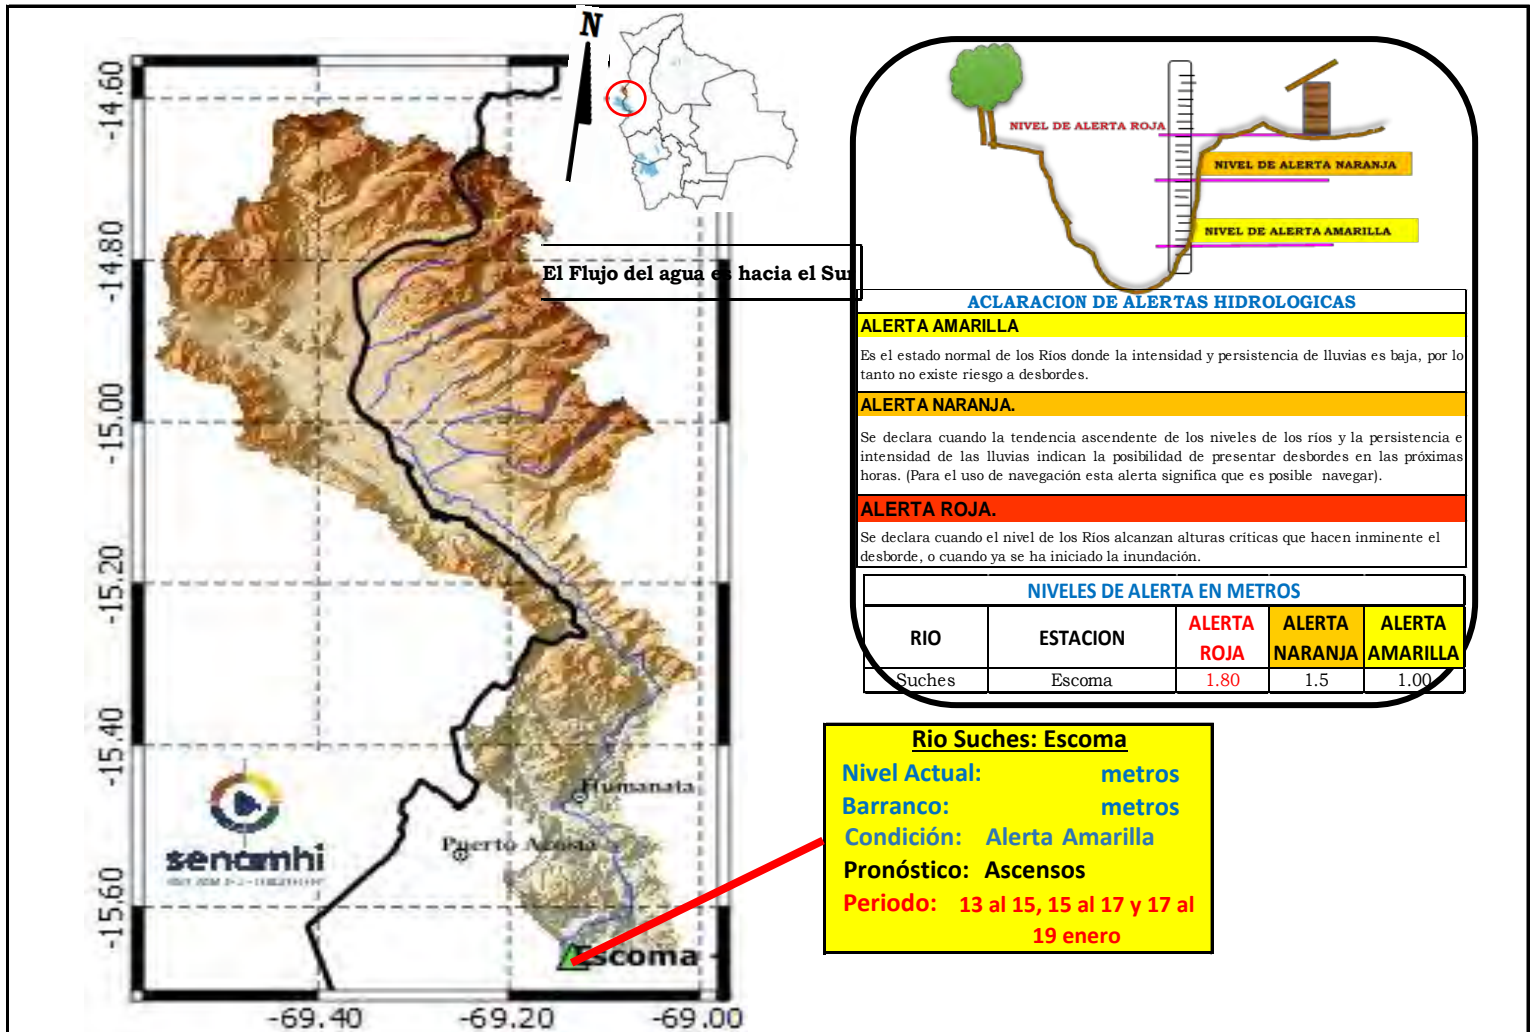 N
-14.60
-14.80
-15.00
-15.20
-15.40
-15.60
-69.40
-69.20
-69.00
El Flujo del agua es hacia el Sur
Humanata
Puerto Acosta
Escoma
senamhi
NIVEL DE ALERTA ROJA
NIVEL DE ALERTA NARANJA
NIVEL DE ALERTA AMARILLA
ACLARACION DE ALERTAS HIDROLOGICAS
ALERTA AMARILLA
Es el estado normal de los Ríos donde la intensidad y persistencia de lluvias es baja, por lo
tanto no existe riesgo a desbordes.
ALERTA NARANJA.
Se declara cuando la tendencia ascendente de los niveles de los ríos y la persistencia e
intensidad de las lluvias indican la posibilidad de presentar desbordes en las próximas
horas. (Para el uso de navegación esta alerta significa que es posible navegar).
ALERTA ROJA.
Se declara cuando el nivel de los Ríos alcanzan alturas críticas que hacen inminente el
desborde, o cuando ya se ha iniciado la inundación.
NIVELES DE ALERTA EN METROS
RIO ESTACION ALERTA ROJA ALERTA NARANJA ALERTA AMARILLA
Suches Escoma 1.80 1.5 1.00
Rio Suches: Escoma
Nivel Actual: metros
Barranco: metros
Condición: Alerta Amarilla
Pronóstico: Ascensos
Periodo: 13 al 15, 15 al 17 y 17 al
19 enero